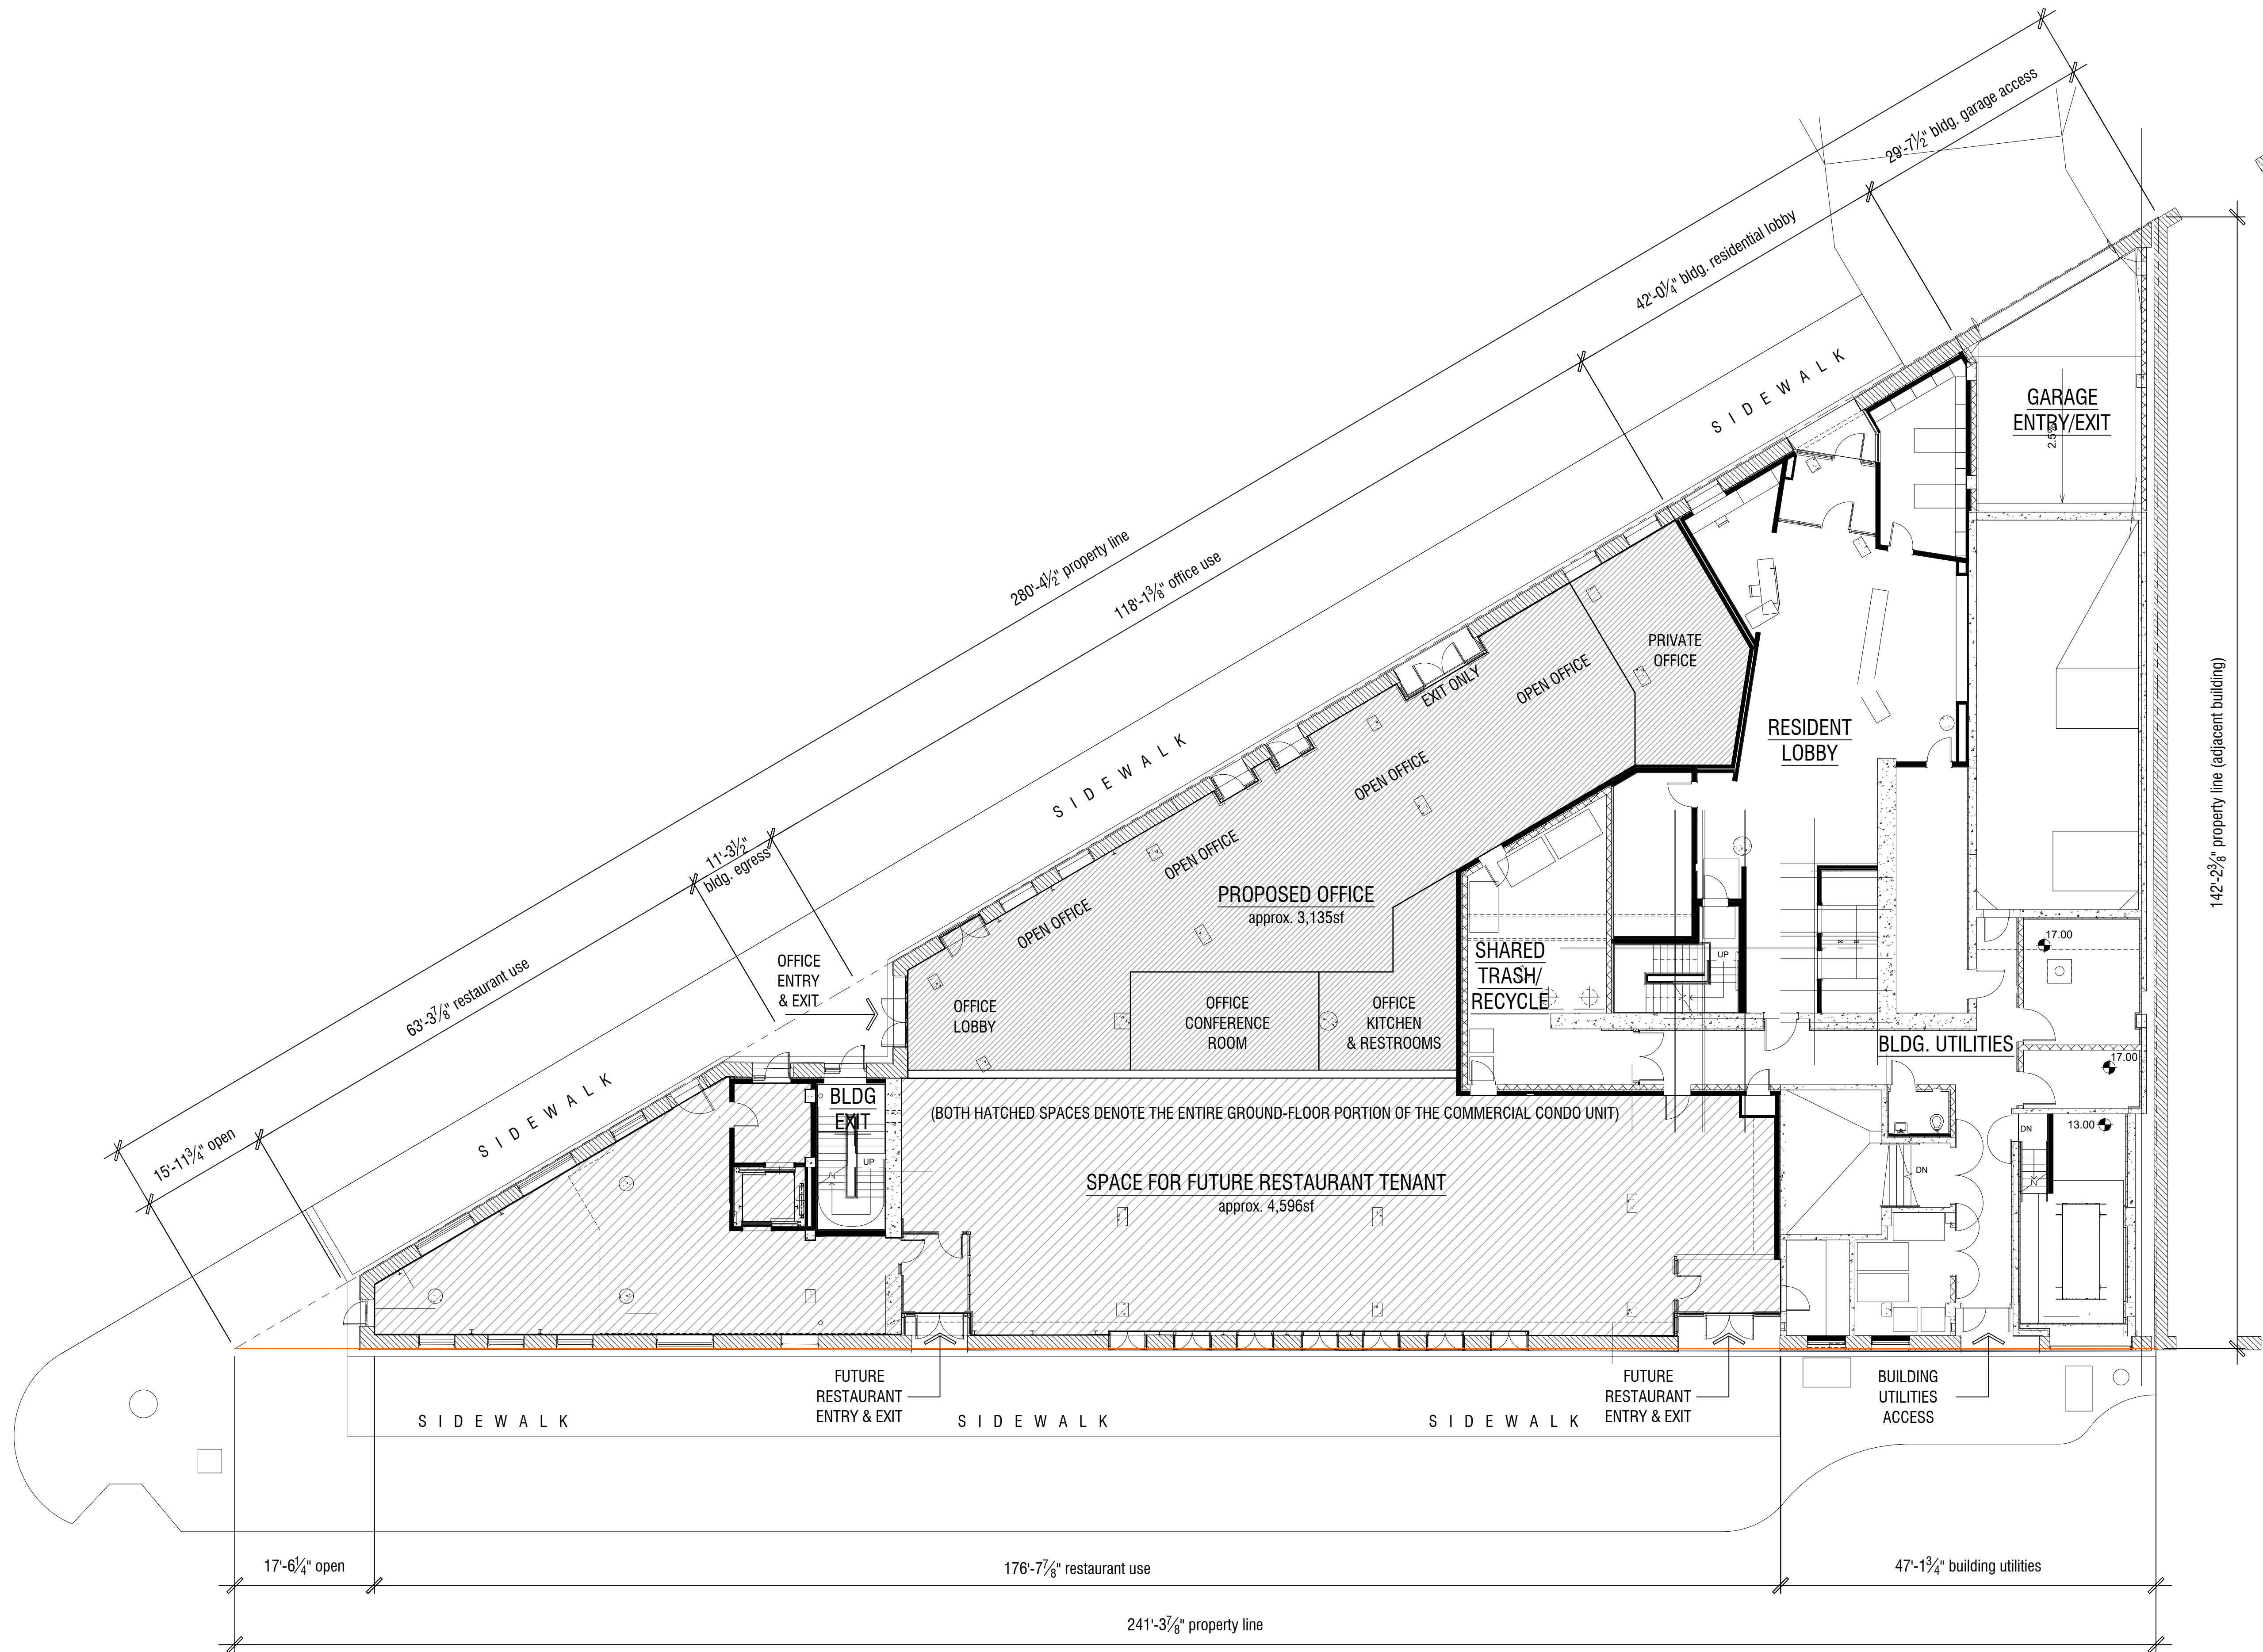 29'-7½" bldg. garage access
42'-0¼" bldg. residential lobby
280'-4½" property line
118'-1⅜" office use
11'-3½"
bldg. egress
63'-3⅞" restaurant use
15'-11¾" open
142'-2⅜" property line (adjacent building)
SIDEWALK
SIDEWALK
SIDEWALK
GARAGE
ENTRY/EXIT
2.5%
PRIVATE
OFFICE
EXIT ONLY
OPEN OFFICE
OPEN OFFICE
OPEN OFFICE
OPEN OFFICE
RESIDENT
LOBBY
PROPOSED OFFICE
approx. 3,135sf
OFFICE
ENTRY
& EXIT
OFFICE
LOBBY
OFFICE
CONFERENCE
ROOM
OFFICE
KITCHEN
& RESTROOMS
SHARED
TRASH/
RECYCLE
UP
17.00
BLDG. UTILITIES
17.00
13.00
DN
DN
BLDG
EXIT
UP
(BOTH HATCHED SPACES DENOTE THE ENTIRE GROUND-FLOOR PORTION OF THE COMMERCIAL CONDO UNIT)
SPACE FOR FUTURE RESTAURANT TENANT
approx. 4,596sf
FUTURE
RESTAURANT
ENTRY & EXIT
FUTURE
RESTAURANT
ENTRY & EXIT
BUILDING
UTILITIES
ACCESS
SIDEWALK
SIDEWALK
SIDEWALK
17'-6¼" open
176'-7⅞" restaurant use
47'-1¾" building utilities
241'-3⅞" property line